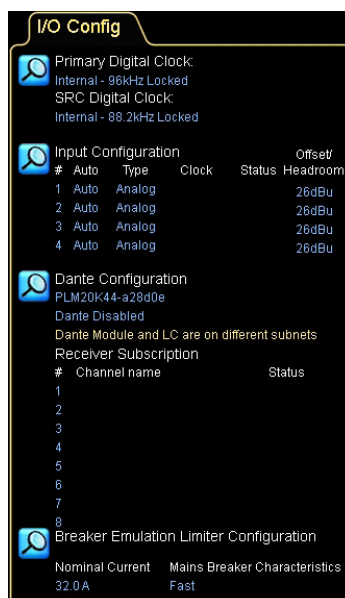 I/O Config
Primary Digital Clock:
Internal - 96kHz Locked
SRC Digital Clock:
Internal - 88.2kHz Locked
Input Configuration
Offset/
# Auto Type Clock Status Headroom
1 Auto Analog 26dBu
2 Auto Analog 26dBu
3 Auto Analog 26dBu
4 Auto Analog 26dBu
Dante Configuration
PLM20K44-a28d0e
Dante Disabled
Dante Module and LC are on different subnets
Receiver Subscription
# Channel name Status
1
2
3
4
5
6
7
8
Breaker Emulation Limiter Configuration
Nominal Current Mains Breaker Characteristics
32.0 A Fast